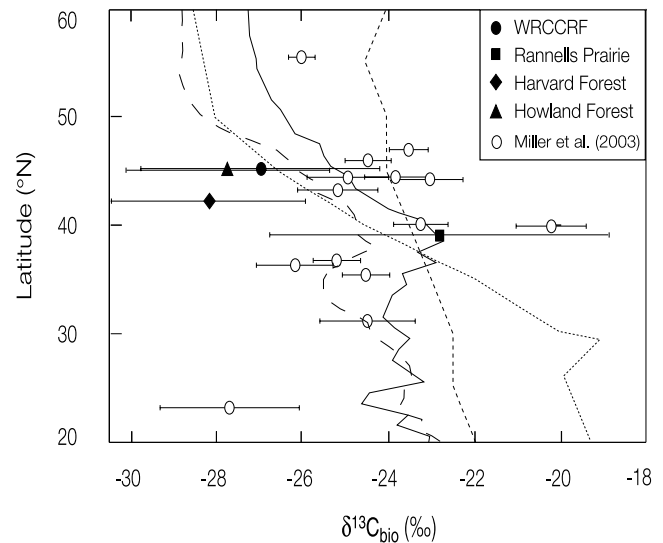 60
50
40
30
20
Latitude (°N)
WRCCRF
Rannells Prairie
Harvard Forest
Howland Forest
Miller et al. (2003)
-30 -28 -26 -24 -22 -20 -18
δ¹³C_bio (‰)